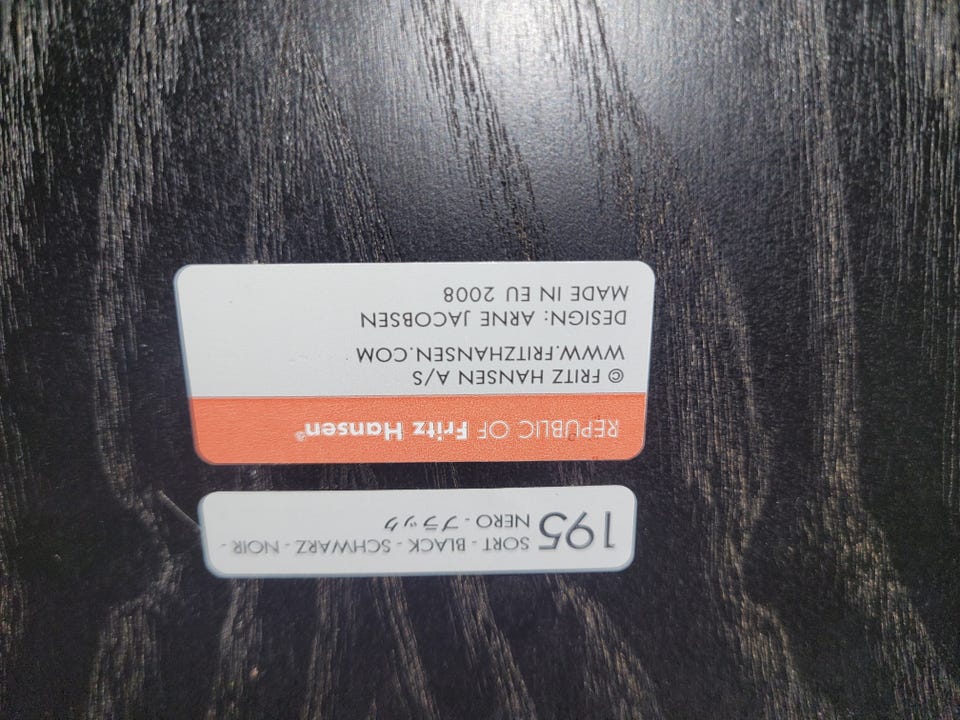 195 SORT - BLACK - SCHWARZ - NOIR -
NERO - ブラック
REPUBLIC OF Fritz Hansen®
© FRITZ HANSEN A/S
WWW.FRITZHANSEN.COM
DESIGN: ARNE JACOBSEN
MADE IN EU 2008